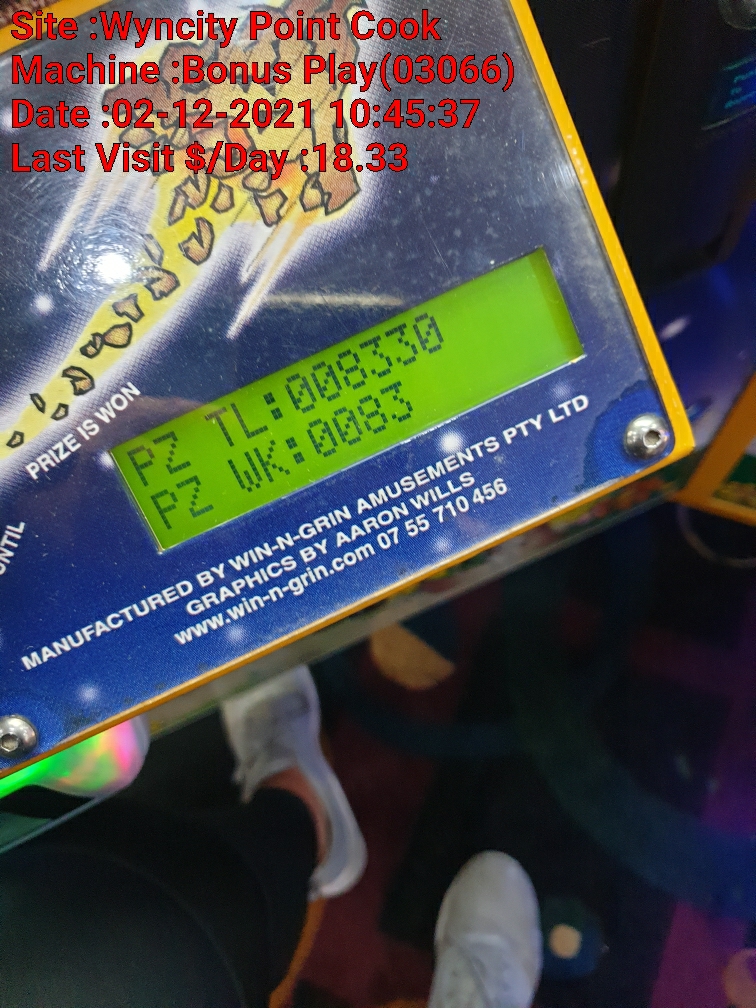 Site :Wyncity Point Cook
Machine :Bonus Play(03066)
Date :02-12-2021 10:45:37
Last Visit $/Day :18.33
PZ TL:008330
PZ WK:0083
PRIZE IS WON
UNTIL
MANUFACTURED BY WIN-N-GRIN AMUSEMENTS PTY LTD
GRAPHICS BY AARON WILLS
www.win-n-grin.com 07 55 710 456